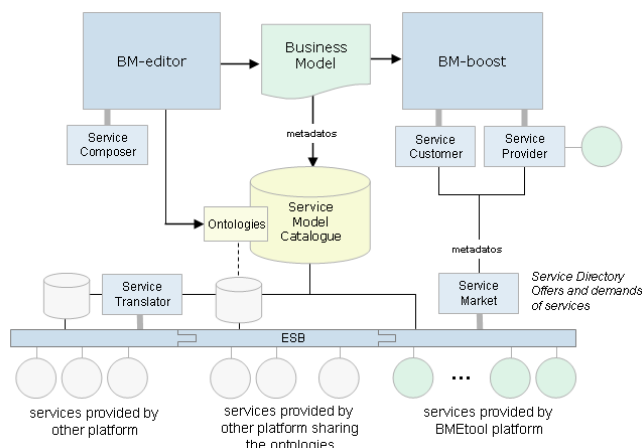 BM-editor
Business
Model
BM-boost
metadatos
Service
Composer
Service
Customer
Service
Provider
Ontologies
Service
Model
Catalogue
metadatos
Service
Translator
Service
Market
Service Directory
Offers and demands
of services
ESB
...
services provided by
other platform
services provided by
other platform sharing
the ontologies
services provided by
BMEtool platform